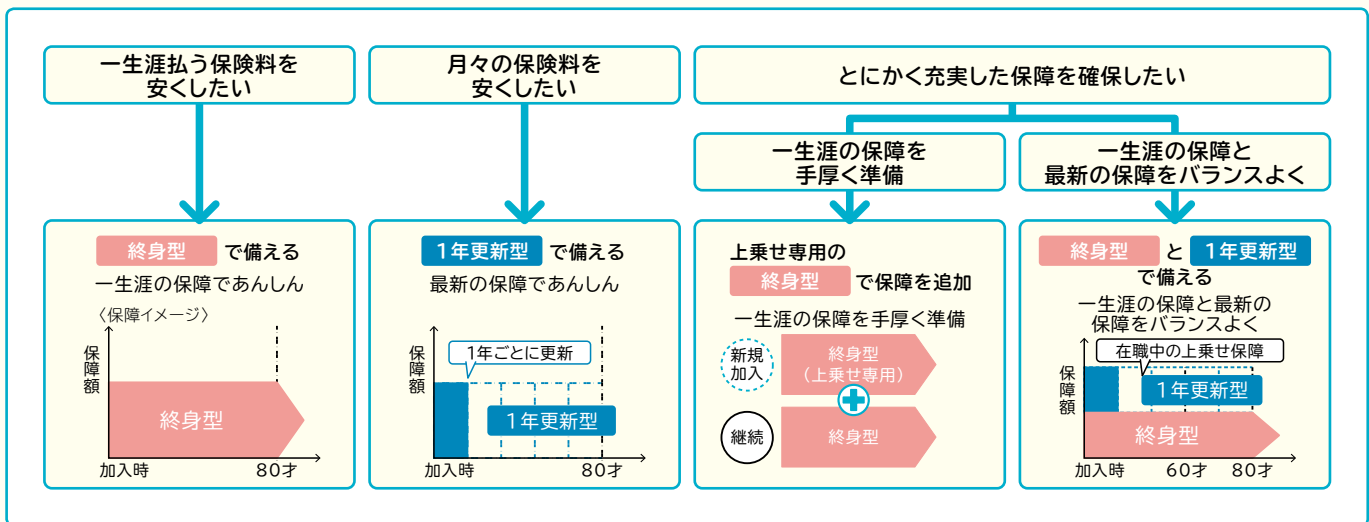 一生涯払う保険料を
安くしたい
月々の保険料を
安くしたい
とにかく充実した保障を確保したい
一生涯の保障を
手厚く準備
一生涯の保障と
最新の保障をバランスよく
終身型 で備える
一生涯の保障であんしん
〈保障イメージ〉
保障額
終身型
加入時
80才
1年更新型 で備える
最新の保障であんしん
保障額
1年ごとに更新
1年更新型
加入時
80才
上乗せ専用の
終身型 で保障を追加
一生涯の保障を手厚く準備
新規
加入
終身型
（上乗せ専用）
継続
終身型
終身型 と 1年更新型
で備える
一生涯の保障と最新の
保障をバランスよく
在職中の上乗せ保障
保障額
1年更新型
終身型
加入時
60才
80才